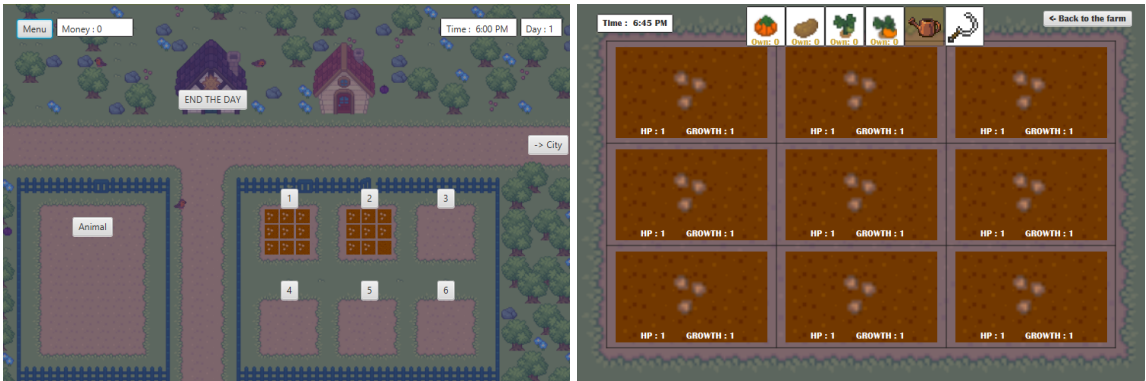 Menu
Money : 0
Time : 6:00 PM
Day : 1
END THE DAY
-> City
1
2
3
Animal
4
5
6
Time : 6:45 PM
Own: 0
Own: 0
Own: 0
Own: 0
<- Back to the farm
HP : 1 GROWTH : 1
HP : 1 GROWTH : 1
HP : 1 GROWTH : 1
HP : 1 GROWTH : 1
HP : 1 GROWTH : 1
HP : 1 GROWTH : 1
HP : 1 GROWTH : 1
HP : 1 GROWTH : 1
HP : 1 GROWTH : 1